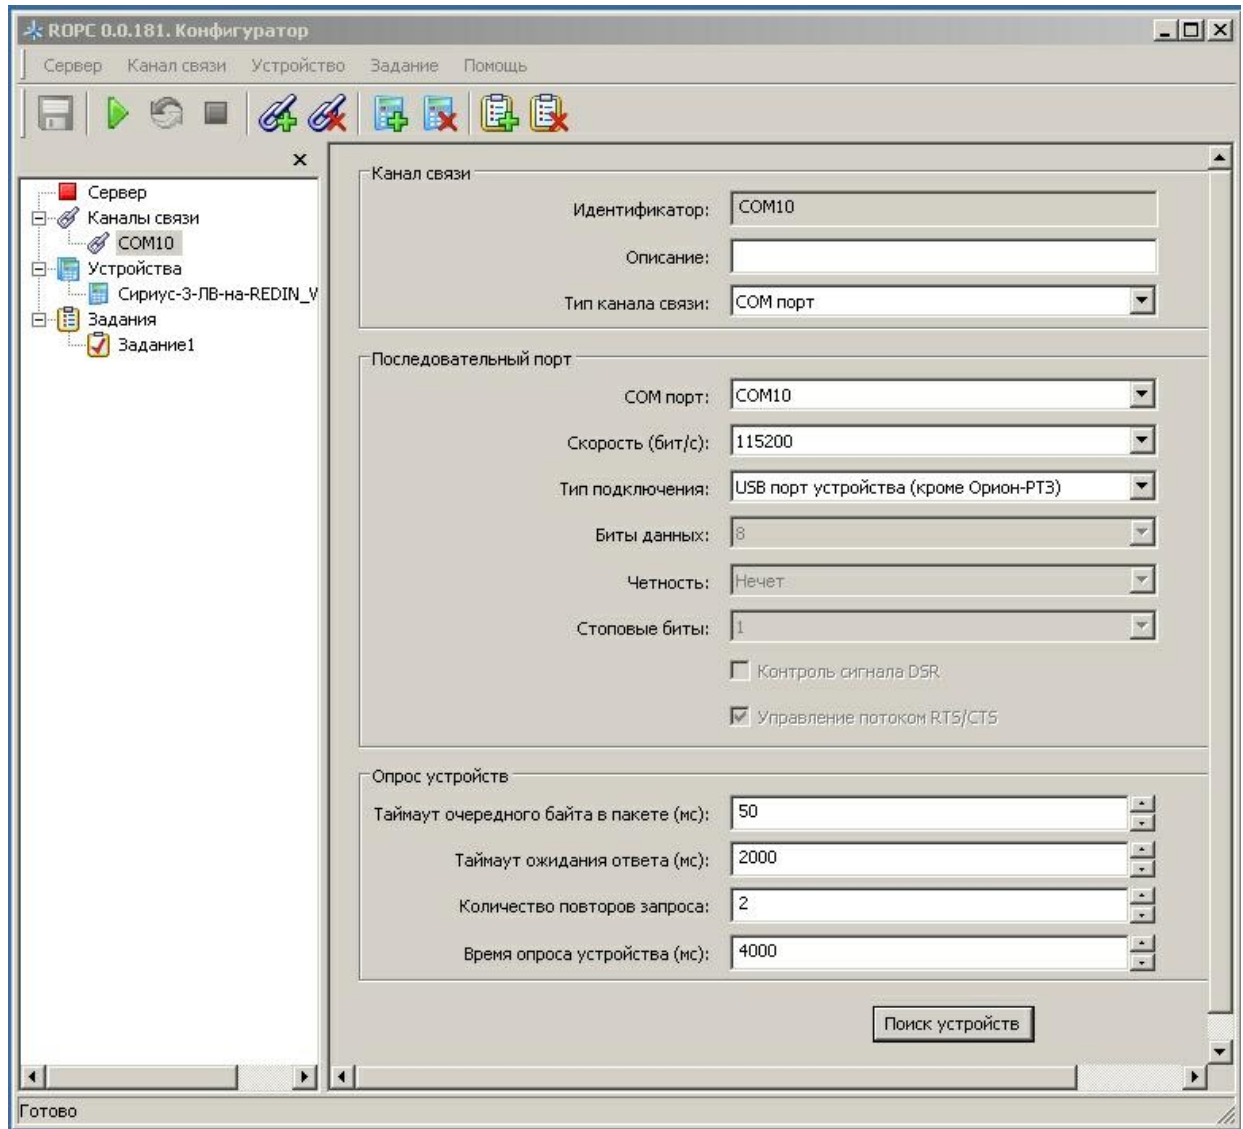 ROPC 0.0.181. Конфигуратор
Сервер Канал связи Устройство Задание Помощь
Сервер
Каналы связи
COM10
Устройства
Сириус-3-ЛВ-на-REDIN_V
Задания
Задание1
Канал связи
Идентификатор: COM10
Описание:
Тип канала связи: COM порт
Последовательный порт
COM порт: COM10
Скорость (бит/с): 115200
Тип подключения: USB порт устройства (кроме Орион-РТЗ)
Биты данных: 8
Четность: Нечет
Стоповые биты: 1
Контроль сигнала DSR
Управление потоком RTS/CTS
Опрос устройств
Таймаут очередного байта в пакете (мс): 50
Таймаут ожидания ответа (мс): 2000
Количество повторов запроса: 2
Время опроса устройства (мс): 4000
Поиск устройств
Готово